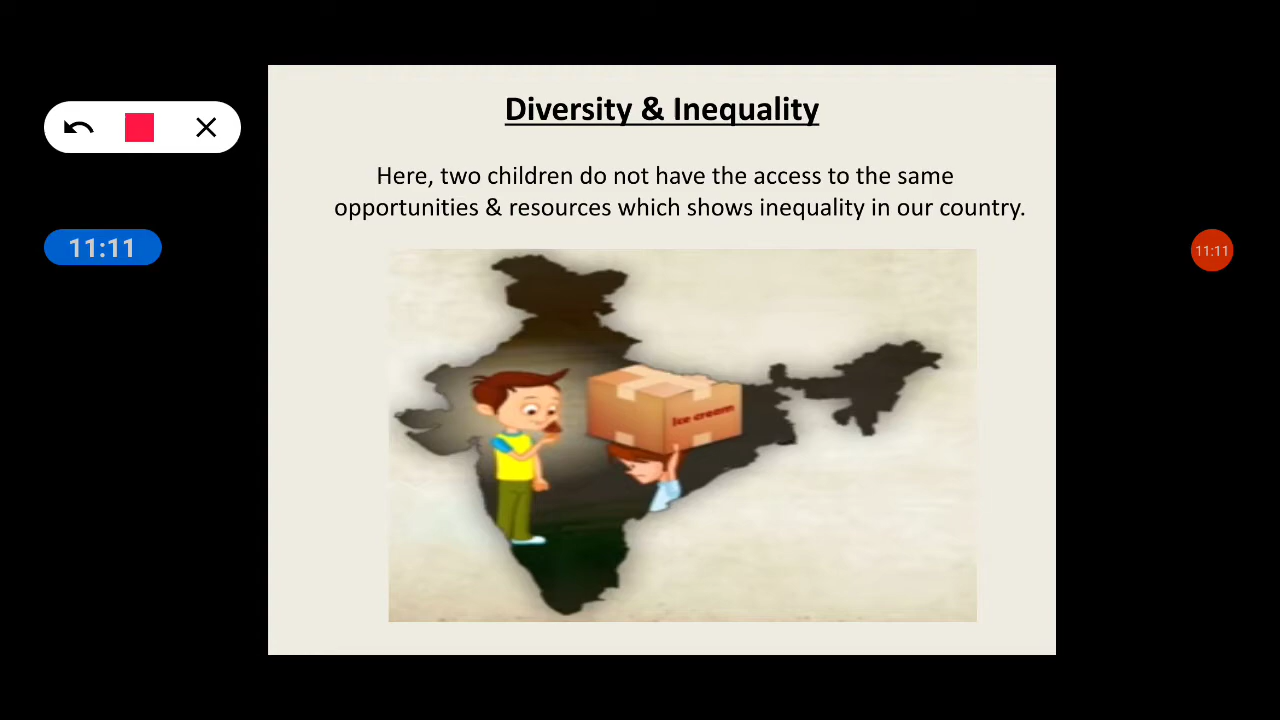 Diversity & Inequality
Here, two children do not have the access to the same
opportunities & resources which shows inequality in our country.
11:11
11:11
Ice cream